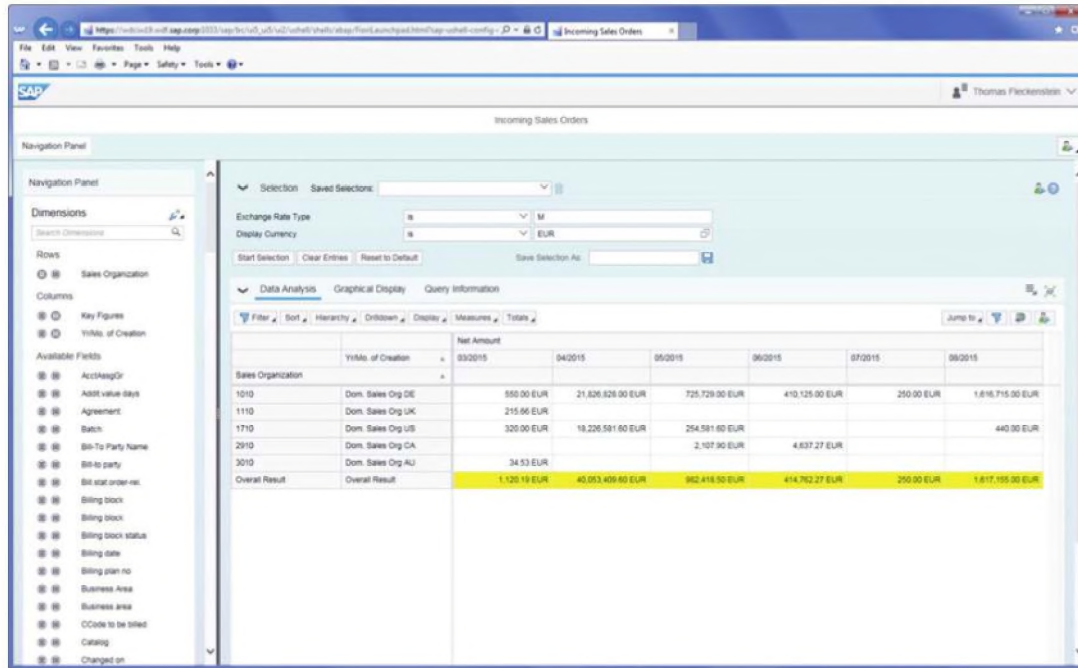 Incoming Sales Orders
File Edit View Favorites Tools Help
Page Safety Tools
SAP
Thomas Fleckenstein
Incoming Sales Orders
Navigation Panel
Navigation Panel
Dimensions
Search Dimensions
Rows
Sales Organization
Columns
Key Figures
Yr/Mo. of Creation
Available Fields
AcctAssgGr
Addit.value days
Agreement
Batch
Bill-To Party Name
Bill-to party
Bill.stat.order-rel.
Billing block
Billing block
Billing block status
Billing date
Billing plan no
Business Area
Business area
CCode to be billed
Catalog
Changed on
Selection Saved Selections:
Exchange Rate Type is M
Display Currency is EUR
Start Selection Clear Entries Reset to Default Save Selection As:
Data Analysis Graphical Display Query Information
Filter Sort Hierarchy Drilldown Display Measures Totals Jump to
Net Amount
Yr/Mo. of Creation 03/2015 04/2015 05/2015 06/2015 07/2015 08/2015
Sales Organization
1010 Dom. Sales Org DE 550.00 EUR 21,826,828.00 EUR 725,729.00 EUR 410,125.00 EUR 250.00 EUR 1,616,715.00 EUR
1110 Dom. Sales Org UK 215.66 EUR
1710 Dom. Sales Org US 320.00 EUR 18,226,581.60 EUR 254,581.60 EUR 440.00 EUR
2910 Dom. Sales Org CA 2,107.90 EUR 4,637.27 EUR
3010 Dom. Sales Org AU 34.53 EUR
Overall Result Overall Result 1,120.19 EUR 40,053,409.60 EUR 982,418.50 EUR 414,762.27 EUR 250.00 EUR 1,617,155.00 EUR